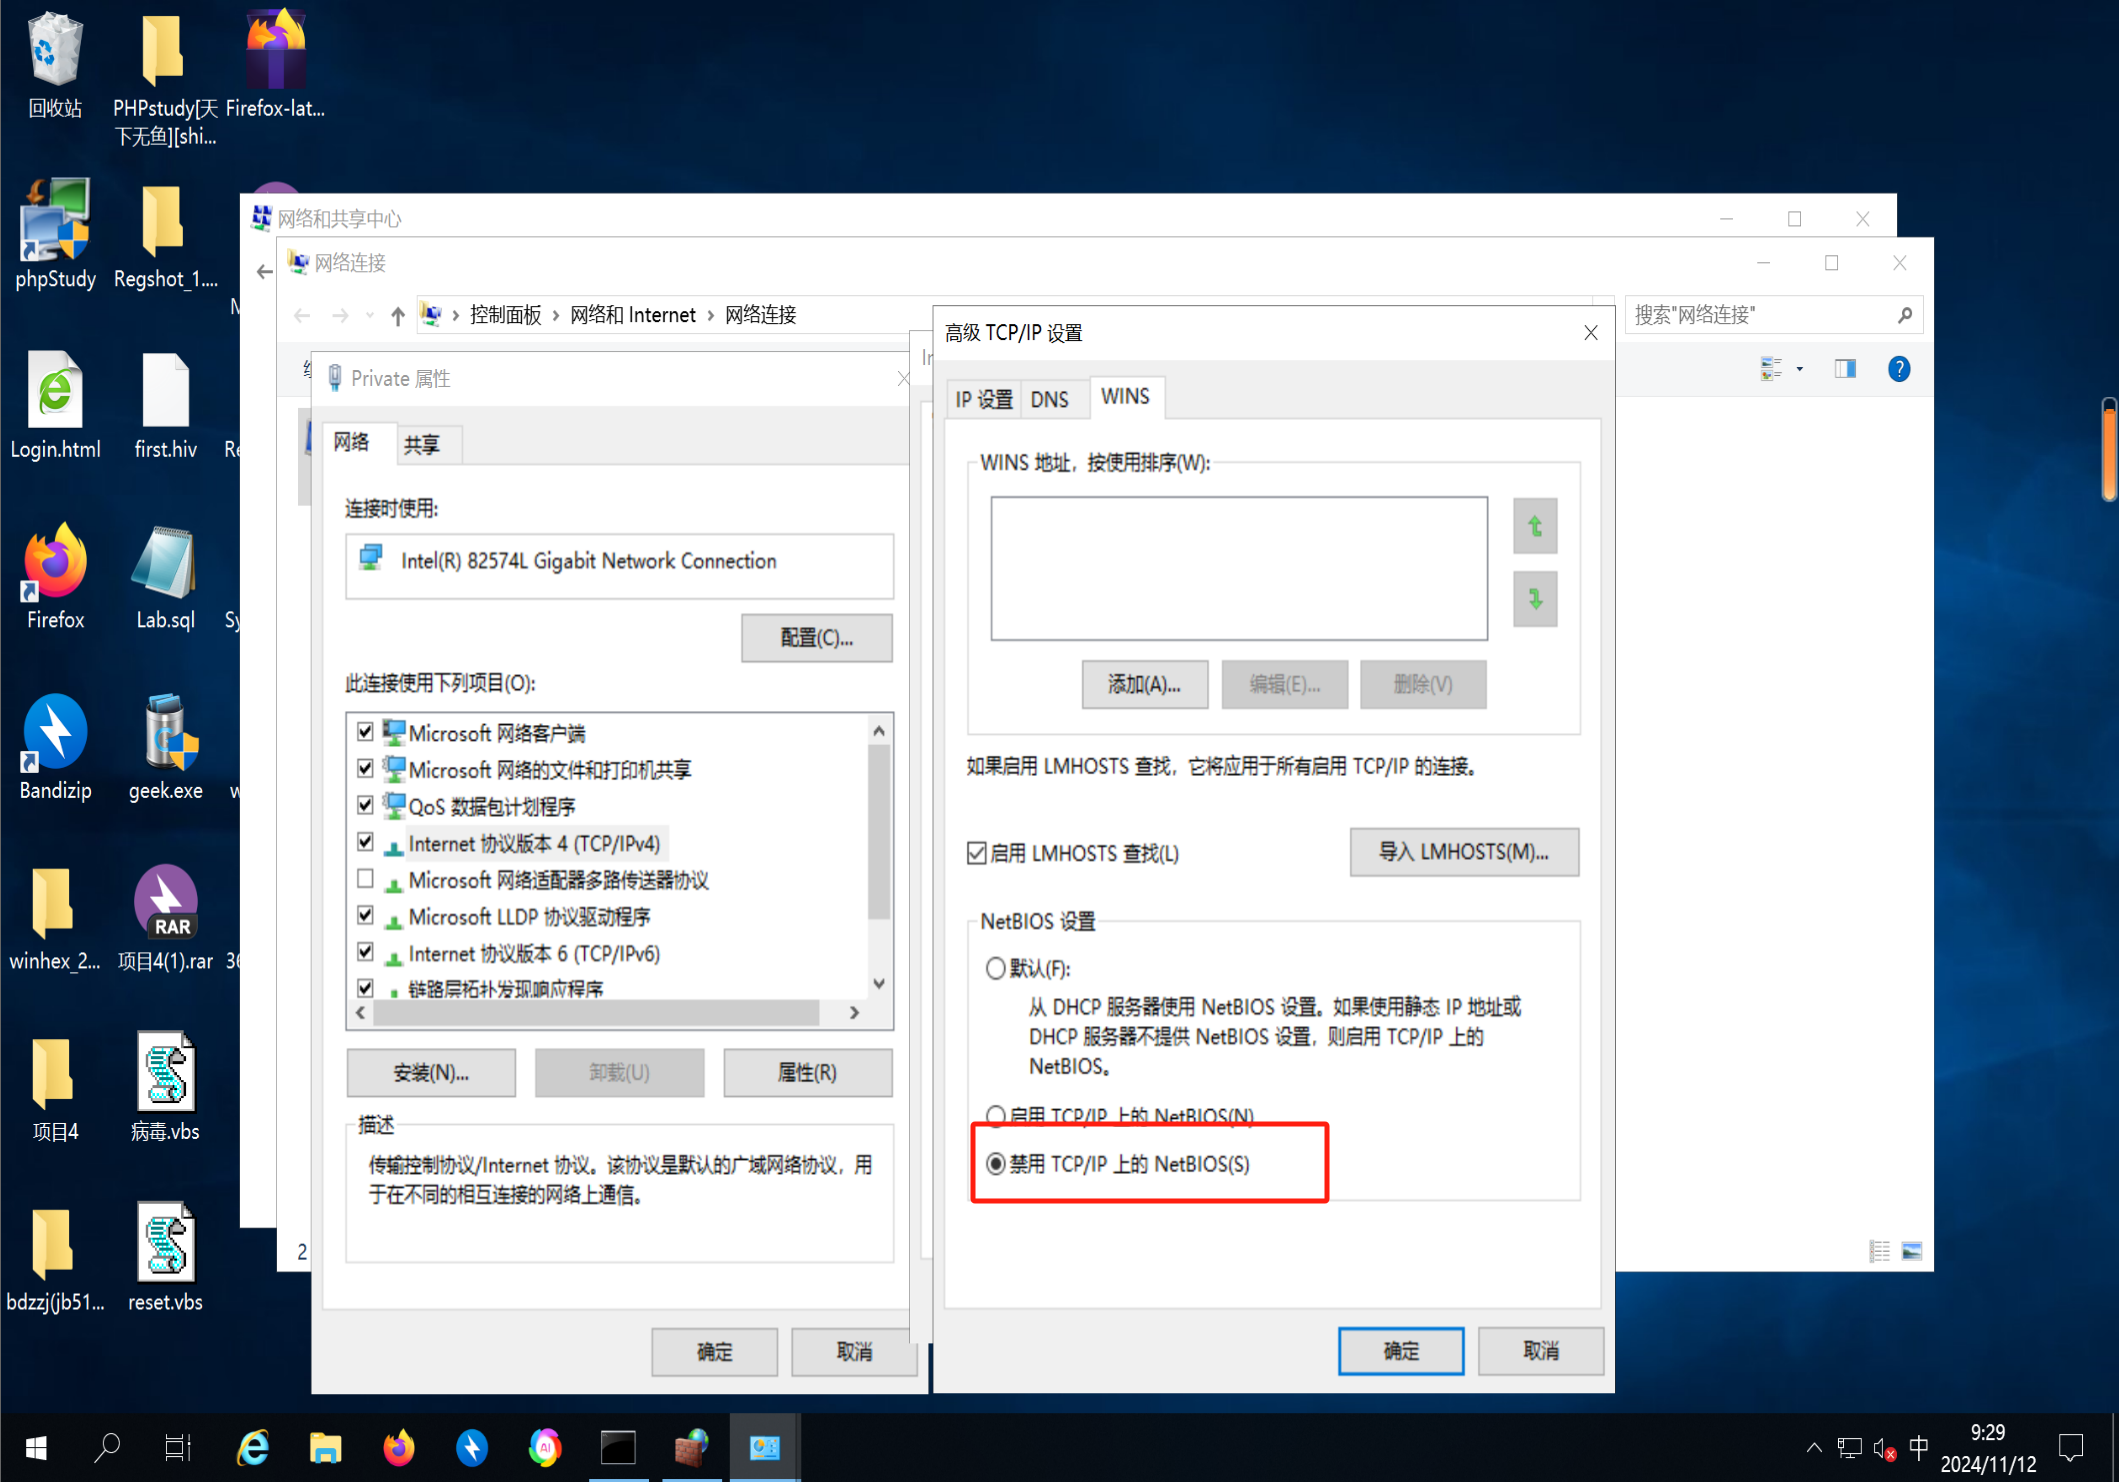 回收站
PHPstudy[天
下无鱼][shi...
Firefox-lat...
phpStudy
Regshot_1....
Login.html
first.hiv
Re
Firefox
Lab.sql
Sy
Bandizip
geek.exe
w
winhex_2...
RAR
项目4(1).rar
36
项目4
病毒.vbs
bdzzj(jb51...
reset.vbs
网络和共享中心
网络连接
控制面板 › 网络和 Internet › 网络连接
搜索"网络连接"
2
Private 属性
网络
共享
连接时使用:
Intel(R) 82574L Gigabit Network Connection
配置(C)...
此连接使用下列项目(O):
Microsoft 网络客户端
Microsoft 网络的文件和打印机共享
QoS 数据包计划程序
Internet 协议版本 4 (TCP/IPv4)
Microsoft 网络适配器多路传送器协议
Microsoft LLDP 协议驱动程序
Internet 协议版本 6 (TCP/IPv6)
链路层拓扑发现响应程序
安装(N)...
卸载(U)
属性(R)
描述
传输控制协议/Internet 协议。该协议是默认的广域网络协议，用
于在不同的相互连接的网络上通信。
确定
取消
高级 TCP/IP 设置
IP 设置
DNS
WINS
WINS 地址，按使用排序(W):
添加(A)...
编辑(E)...
删除(V)
如果启用 LMHOSTS 查找，它将应用于所有启用 TCP/IP 的连接。
启用 LMHOSTS 查找(L)
导入 LMHOSTS(M)...
NetBIOS 设置
默认(F):
从 DHCP 服务器使用 NetBIOS 设置。如果使用静态 IP 地址或
DHCP 服务器不提供 NetBIOS 设置，则启用 TCP/IP 上的
NetBIOS。
启用 TCP/IP 上的 NetBIOS(N)
禁用 TCP/IP 上的 NetBIOS(S)
确定
取消
AI
中
9:29
2024/11/12